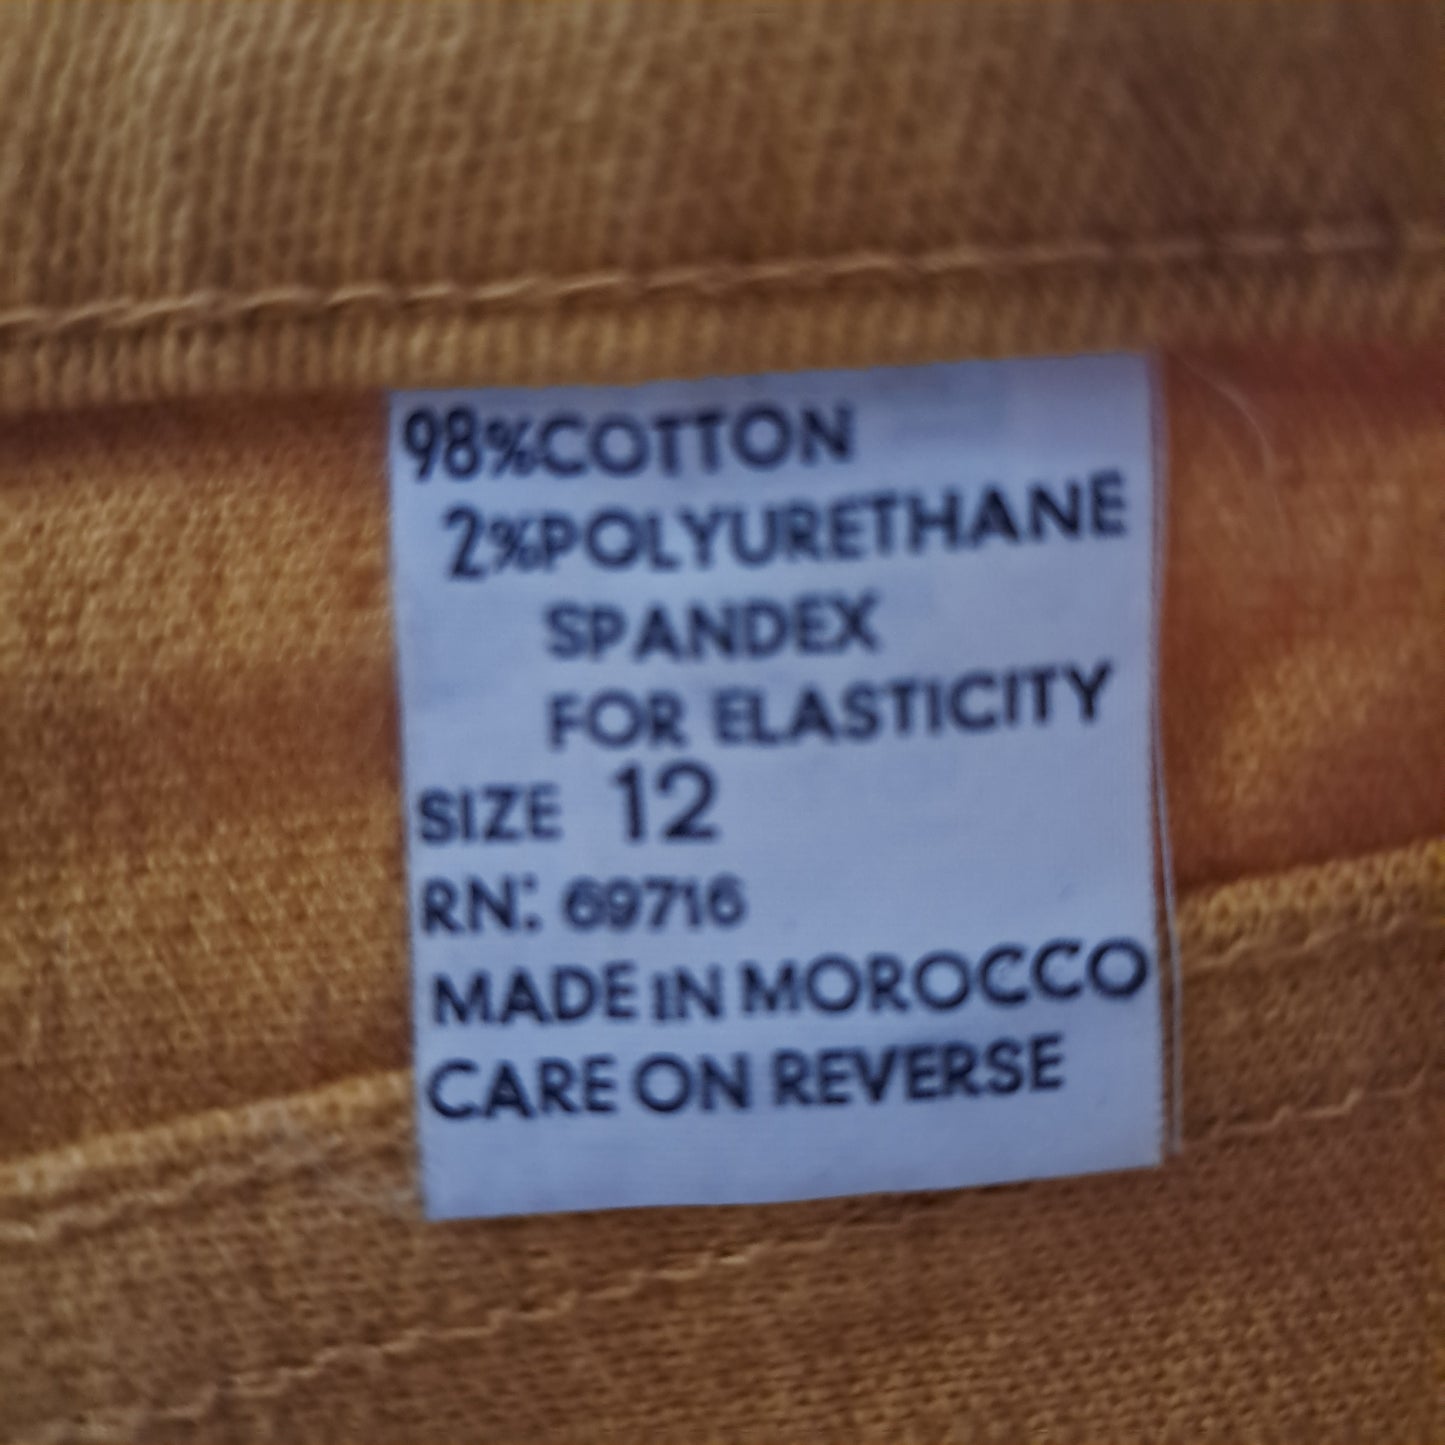 98%COTTON
2%POLYURETHANE
SPANDEX
FOR ELASTICITY
SIZE 12
RN: 69716
MADE IN MOROCCO
CARE ON REVERSE